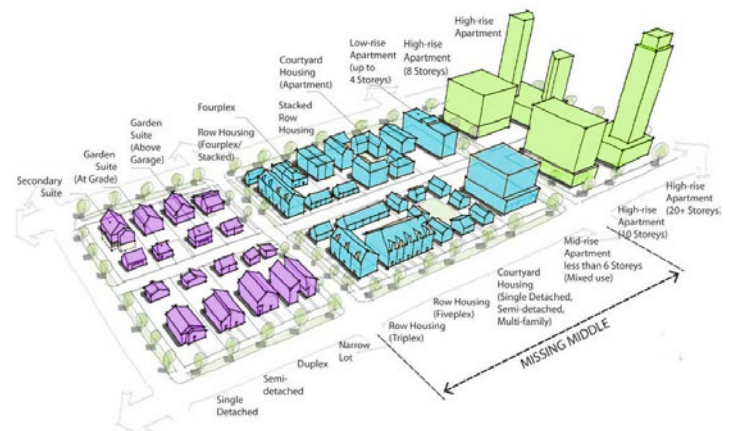 High-rise
Apartment
High-rise
Apartment
(8 Storeys)
Low-rise
Apartment
(up to
4 Storeys)
Courtyard
Housing
(Apartment)
Stacked
Row
Housing
Fourplex
Row Housing
(Fourplex/
Stacked)
Garden
Suite
(Above
Garage)
Garden
Suite
(At Grade)
Secondary
Suite
High-rise
Apartment
(20+ Storeys)
High-rise
Apartment
(10 Storeys)
Mid-rise
Apartment
less than 6 Storeys
(Mixed use)
Courtyard
Housing
(Single Detached,
Semi-detached,
Multi-family)
Row Housing
(Fiveplex)
Row Housing
(Triplex)
Narrow
Lot
Duplex
Semi-
detached
Single
Detached
MISSING MIDDLE